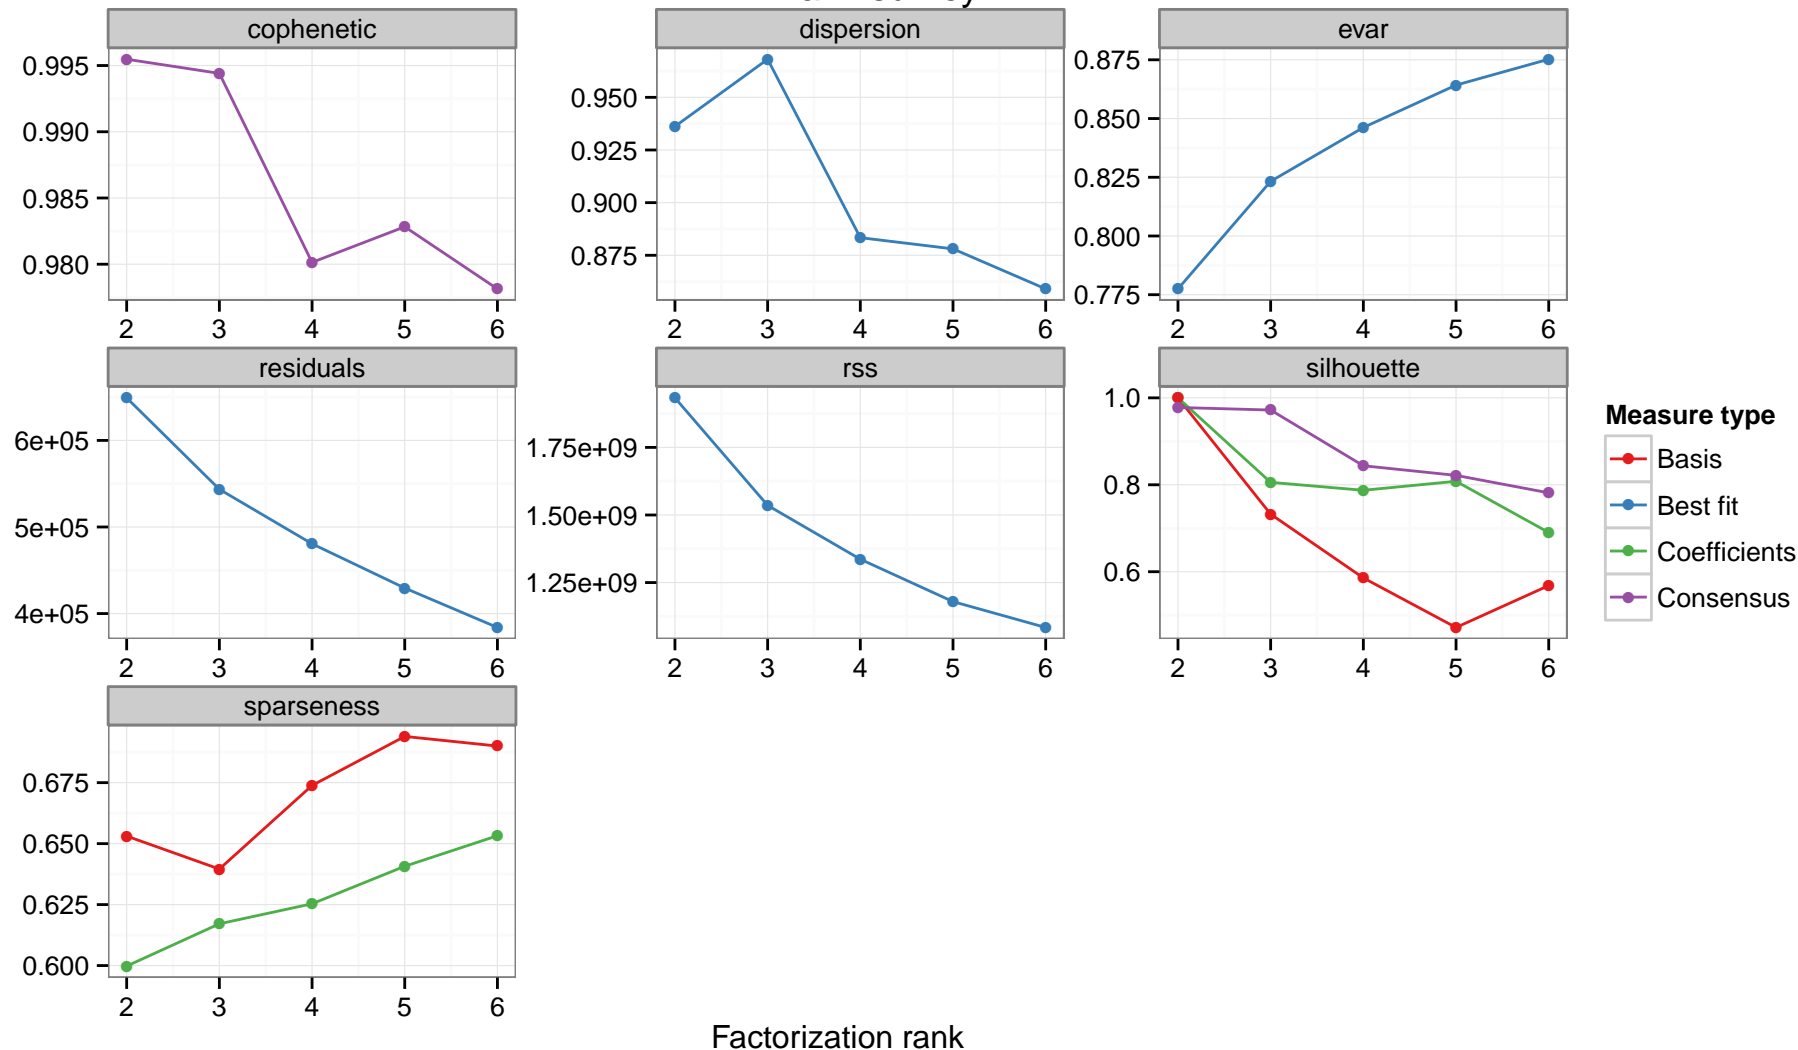 cophenetic
0.995
0.990
0.985
0.980
2 3 4 5 6
dispersion
0.950
0.925
0.900
0.875
2 3 4 5 6
evar
0.875
0.850
0.825
0.800
0.775
2 3 4 5 6
residuals
6e+05
5e+05
4e+05
2 3 4 5 6
rss
1.75e+09
1.50e+09
1.25e+09
2 3 4 5 6
silhouette
1.0
0.8
0.6
2 3 4 5 6
Measure type
Basis
Best fit
Coefficients
Consensus
sparseness
0.675
0.650
0.625
0.600
2 3 4 5 6
Factorization rank